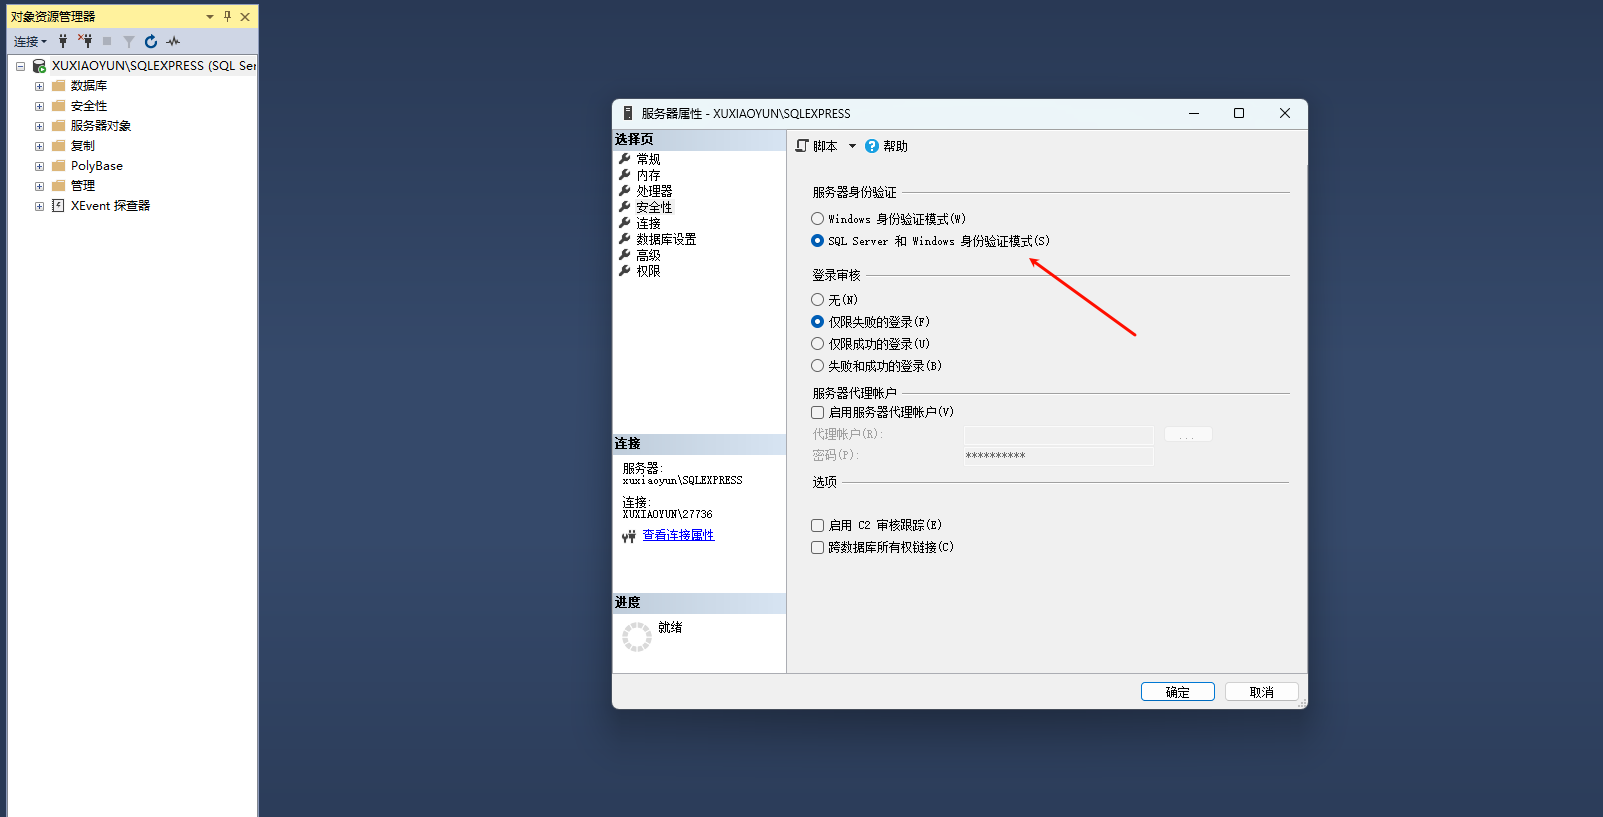 对象资源管理器
连接
XUXIAOYUN\SQLEXPRESS (SQL Ser
数据库
安全性
服务器对象
复制
PolyBase
管理
XEvent 探查器
服务器属性 - XUXIAOYUN\SQLEXPRESS
选择页
常规
内存
处理器
安全性
连接
数据库设置
高级
权限
连接
服务器:
xuxiaoyun\SQLEXPRESS
连接:
XUXIAOYUN\27736
查看连接属性
进度
就绪
脚本
帮助
服务器身份验证
Windows 身份验证模式(W)
SQL Server 和 Windows 身份验证模式(S)
登录审核
无(N)
仅限失败的登录(F)
仅限成功的登录(U)
失败和成功的登录(B)
服务器代理帐户
启用服务器代理帐户(V)
代理帐户(R):
...
密码(P):
**********
选项
启用 C2 审核跟踪(E)
跨数据库所有权链接(C)
确定
取消